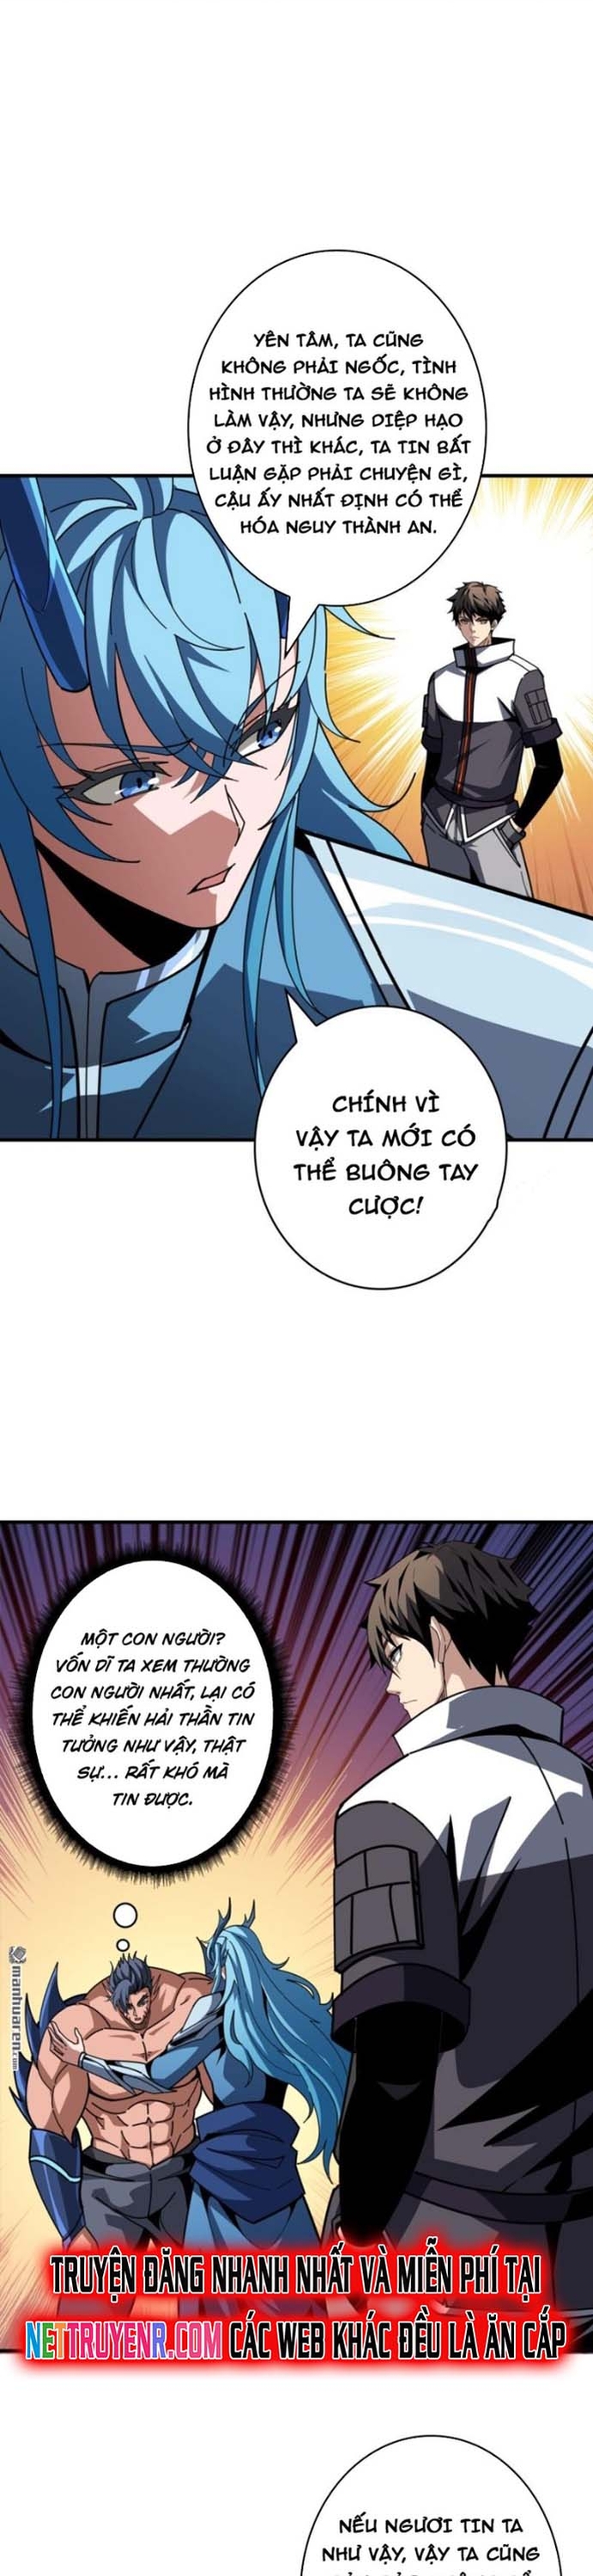 YÊN TÂM, TA CŨNG
KHÔNG PHẢI NGỐC, TÌNH
HÌNH THƯỜNG TA SẼ KHÔNG
LÀM VẬY, NHƯNG DIỆP HẠO
Ở ĐÂY THÌ KHÁC, TA TIN BẤT
LUẬN GẶP PHẢI CHUYỆN GÌ,
CẬU ẤY NHẤT ĐỊNH CÓ THỂ
HÓA NGUY THÀNH AN.
CHÍNH VÌ
VẬY TA MỚI CÓ
THỂ BUÔNG TAY
CƯỢC!
MỘT CON NGƯỜI?
VỐN DĨ TA XEM THƯỜNG
CON NGƯỜI NHẤT, LẠI CÓ
THỂ KHIẾN HẢI THẦN TIN
TƯỞNG NHƯ VẬY, THẬT
SỰ... RẤT KHÓ MÀ
TIN ĐƯỢC.
manhuaren.com
TRUYỆN ĐĂNG NHANH NHẤT VÀ MIỄN PHÍ TẠI
NETTRUYENR.COM CÁC WEB KHÁC ĐỀU LÀ ĂN CẮP
NẾU NGƯƠI TIN TA
NHƯ VẬY, VẬY TA CŨNG